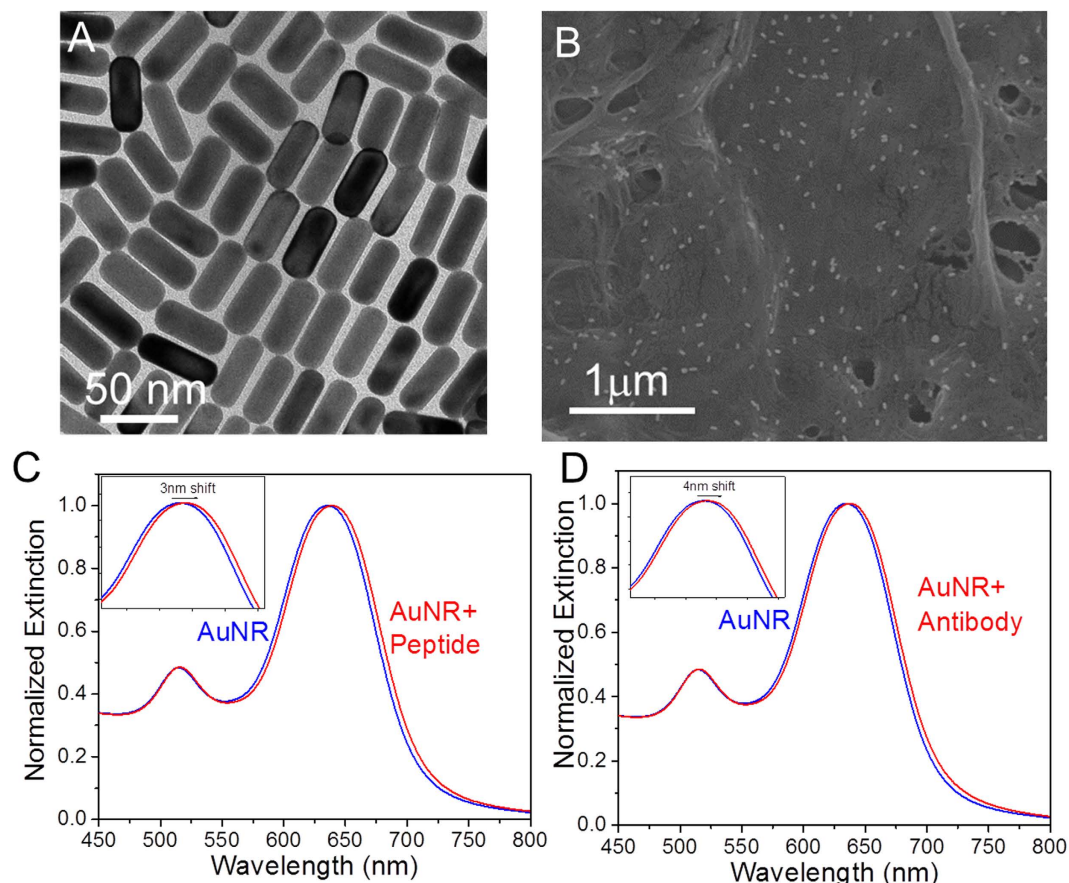 A
50 nm
B
1μm
C
3nm shift
AuNR
AuNR+
Peptide
Normalized Extinction
1.0
0.8
0.6
0.4
0.2
0.0
450 500 550 600 650 700 750 800
Wavelength (nm)
D
4nm shift
AuNR
AuNR+
Antibody
Normalized Extinction
1.0
0.8
0.6
0.4
0.2
0.0
450 500 550 600 650 700 750 800
Wavelength (nm)